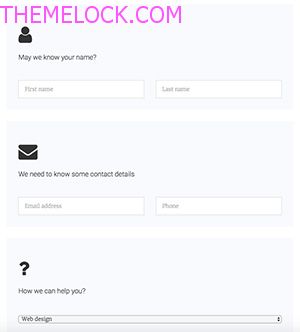 THEMELOCK.COM
May we know your name?
First name Last name
We need to know some contact details
Email address Phone
?
How we can help you?
Web design